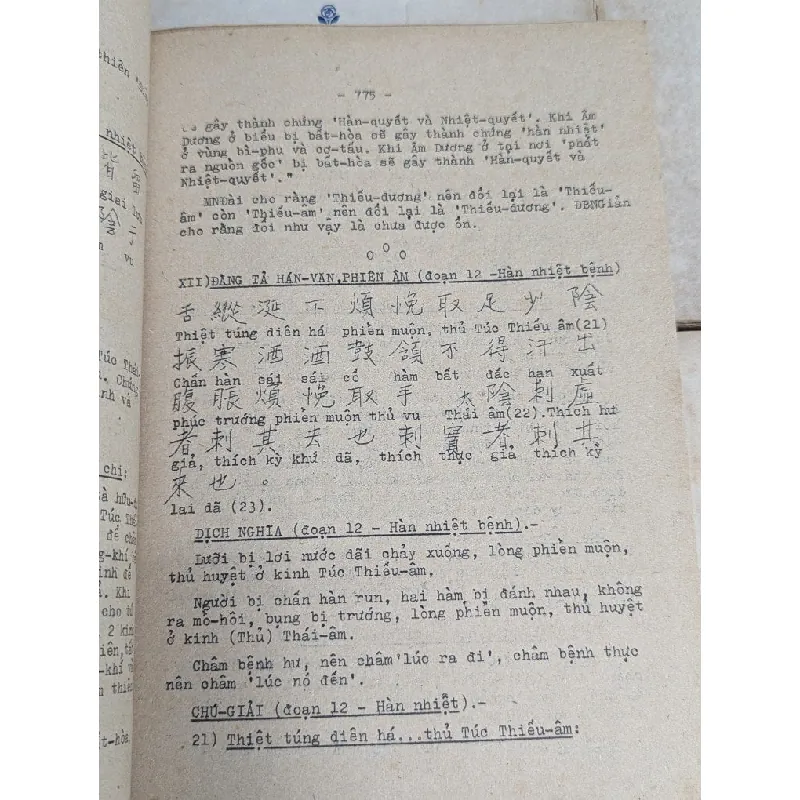 - 775 -
gây thành chứng 'Hàn-quyết và Nhiệt-quyết'. Khí Âm
Dương ở biểu bị bất-hòa sẽ gây thành chứng 'hàn nhiệt'
ở vùng bì-phu và cơ-tấu. Khí Âm Dương ở tại nơi 'phát
ra nguồn gốc' bị bất-hòa sẽ gây thành 'Hàn-quyết và
Nhiệt-quyết'."
MNĐài cho rằng 'Thiếu-dương' nên đổi lại là 'Thiếu-
âm' còn 'Thiếu-âm' nên đổi lại là 'Thiếu-dương'. DBNGiản
cho rằng đổi như vậy là chưa được ổn.
o o o
XII) ĐẰNG TẢ HÁN-VĂN, PHIÊN ÂM (đoạn 12 -Hàn nhiệt bệnh)
舌縱涎下煩悗取足少陰
Thiệt túng diên há phiền muộn, thủ Túc Thiếu âm(21)
振寒洒洒鼓頷不得汗出
Chấn hàn sái sái cổ hàm bất đắc hạn xuất
腹脹煩悗取手太陰刺虛
phúc trướng phiền muộn thủ vu Thái âm(22).Thích hư
者刺其去也刺實者刺其
giả, thích kỳ khứ dã, thích thực giả thích kỳ
來也。
lai dã (23).
DỊCH NGHĨA (đoạn 12 - Hàn nhiệt bệnh).-
Lưỡi bị lơi nước dãi chảy xuống, lòng phiền muộn,
thủ huyệt ở kinh Túc Thiếu-âm.
Người bị chấn hàn run, hai hàm bị đánh nhau, không
ra mồ-hôi, bụng bị trướng, lòng phiền muộn, thủ huyệt
ở kinh (Thủ) Thái-âm.
Châm bệnh hư, nên châm'lúc ra đi', châm bệnh thực
nên châm 'lúc nó đến'.
CHÚ-GIẢI (đoạn 12 - Hàn nhiệt).-
21) Thiệt túng diên há...thủ Túc Thiếu-âm: